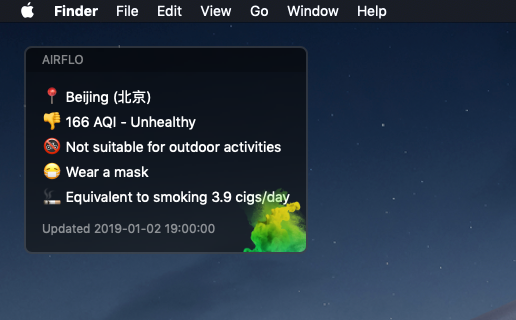 Finder File Edit View Go Window Help
AIRFLO
Beijing (北京)
166 AQI - Unhealthy
Not suitable for outdoor activities
Wear a mask
Equivalent to smoking 3.9 cigs/day
Updated 2019-01-02 19:00:00